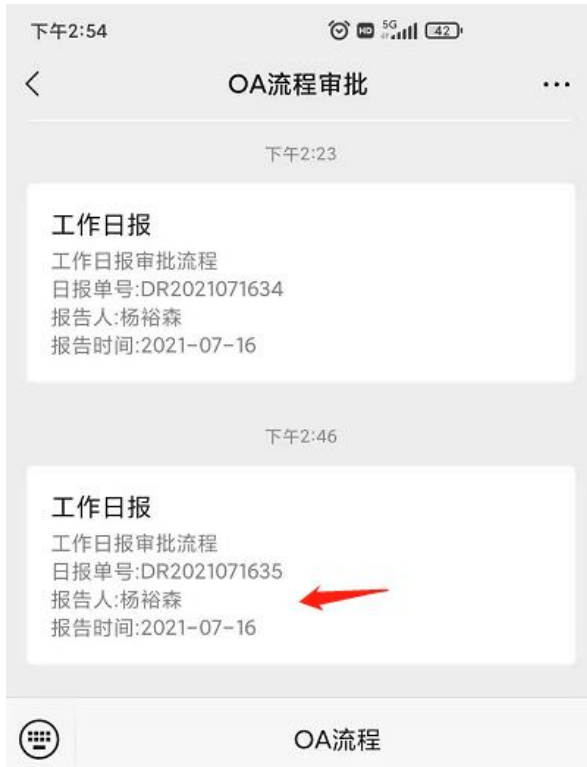 下午2:54
HD 5G 42
OA流程审批
下午2:23
工作日报
工作日报审批流程
日报单号:DR2021071634
报告人:杨裕森
报告时间:2021-07-16
下午2:46
工作日报
工作日报审批流程
日报单号:DR2021071635
报告人:杨裕森
报告时间:2021-07-16
OA流程